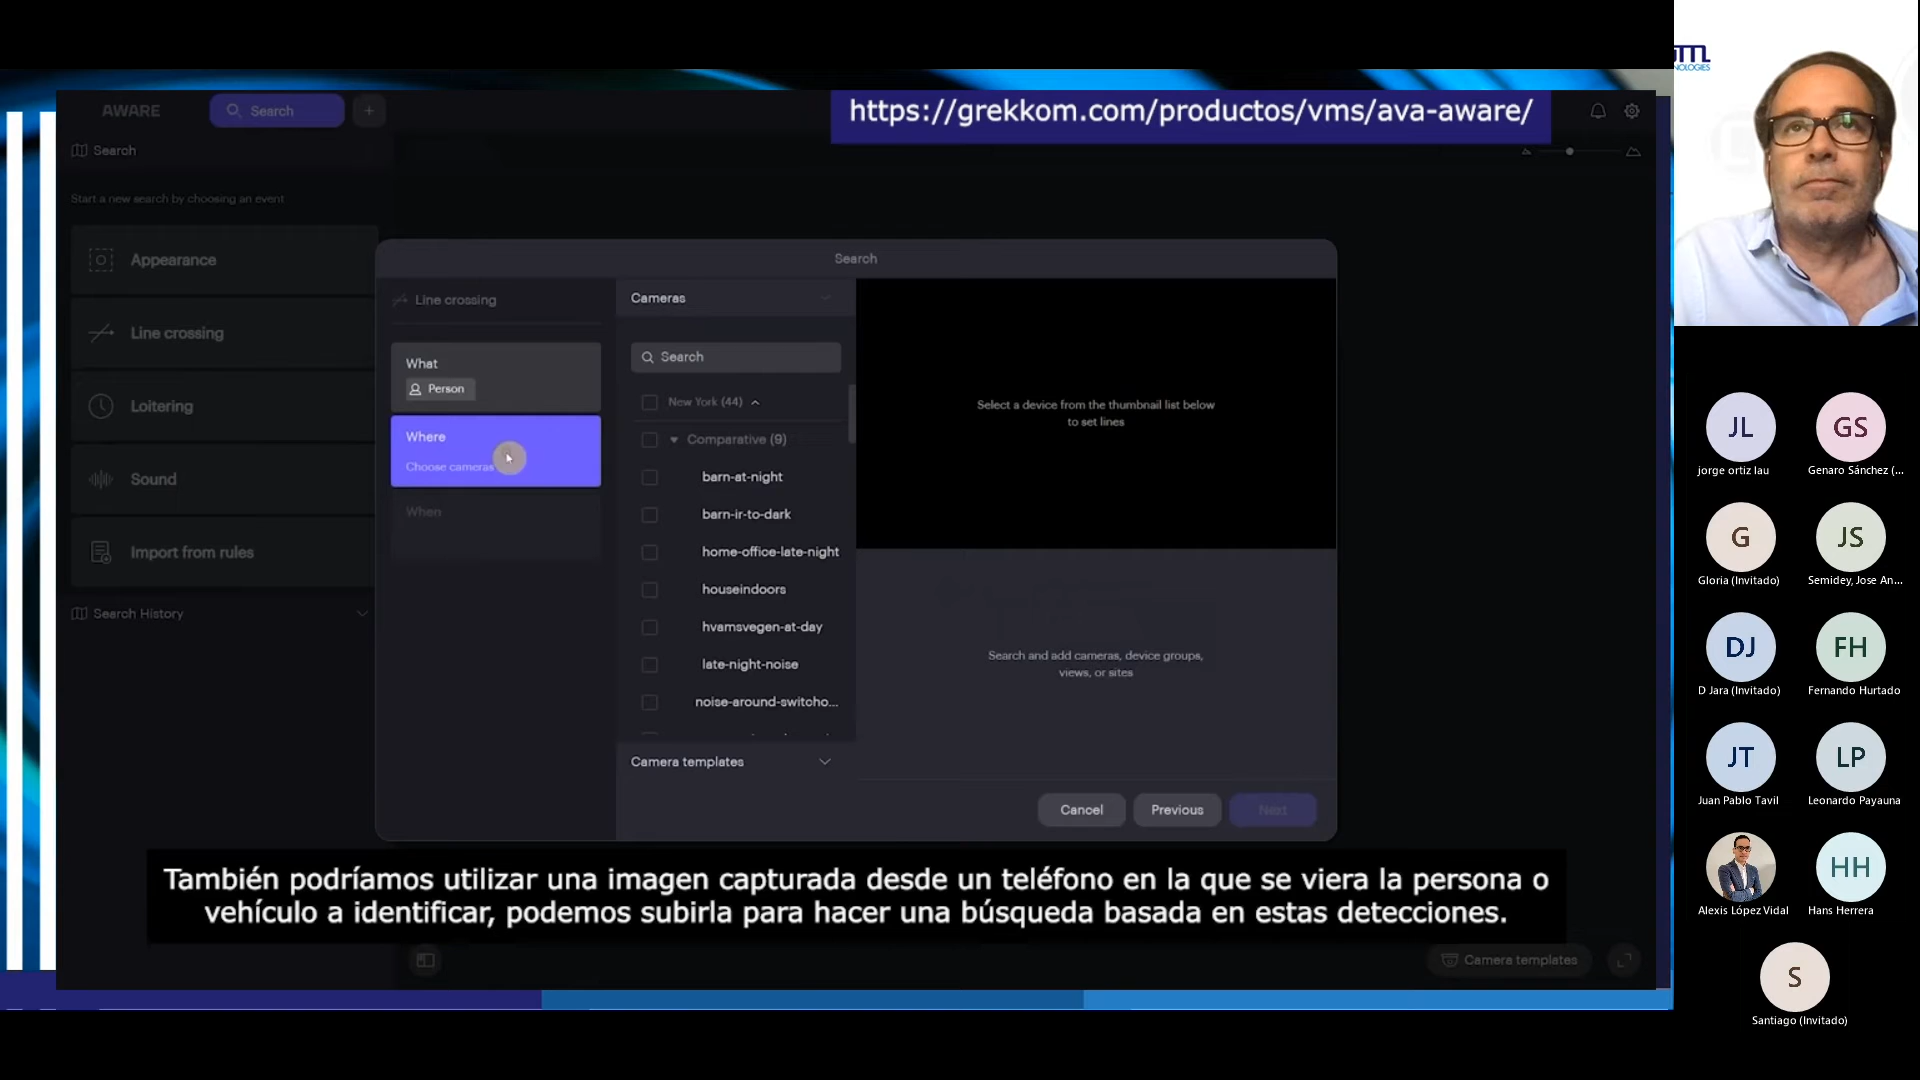 AWARE
Search
+
https://grekkom.com/productos/vms/ava-aware/
Search
Start a new search by choosing an event
Appearance
Line crossing
Loitering
Sound
Import from rules
Search History
Search
Line crossing
What
Person
Where
Choose cameras
When
Cameras
Search
New York (44)
Comparative (9)
barn-at-night
barn-ir-to-dark
home-office-late-night
houseindoors
hvamsvegen-at-day
late-night-noise
noise-around-switcho...
Camera templates
Select a device from the thumbnail list below
to set lines
Search and add cameras, device groups,
views, or sites
Cancel
Previous
Next
También podríamos utilizar una imagen capturada desde un teléfono en la que se viera la persona o
vehículo a identificar, podemos subirla para hacer una búsqueda basada en estas detecciones.
Camera templates
JL
jorge ortiz lau
GS
Genaro Sánchez (...
G
Gloria (Invitado)
JS
Semidey, Jose An...
DJ
D Jara (Invitado)
FH
Fernando Hurtado
JT
Juan Pablo Tavil
LP
Leonardo Payauna
Alexis López Vidal
HH
Hans Herrera
S
Santiago (Invitado)